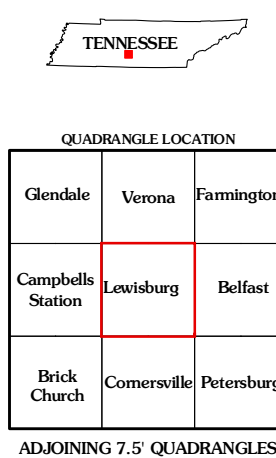 TENNESSEE
QUADRANGLE LOCATION
Glendale Verona Farmington
Campbells
Station
Lewisburg Belfast
Brick
Church
Cornersville Petersburg
ADJOINING 7.5' QUADRANGLES